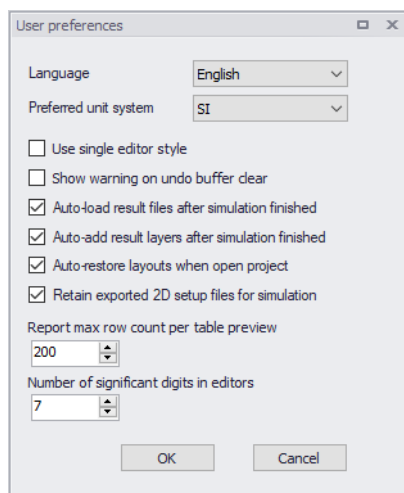 User preferences
Language English
Preferred unit system SI
Use single editor style
Show warning on undo buffer clear
Auto-load result files after simulation finished
Auto-add result layers after simulation finished
Auto-restore layouts when open project
Retain exported 2D setup files for simulation
Report max row count per table preview
200
Number of significant digits in editors
7
OK Cancel